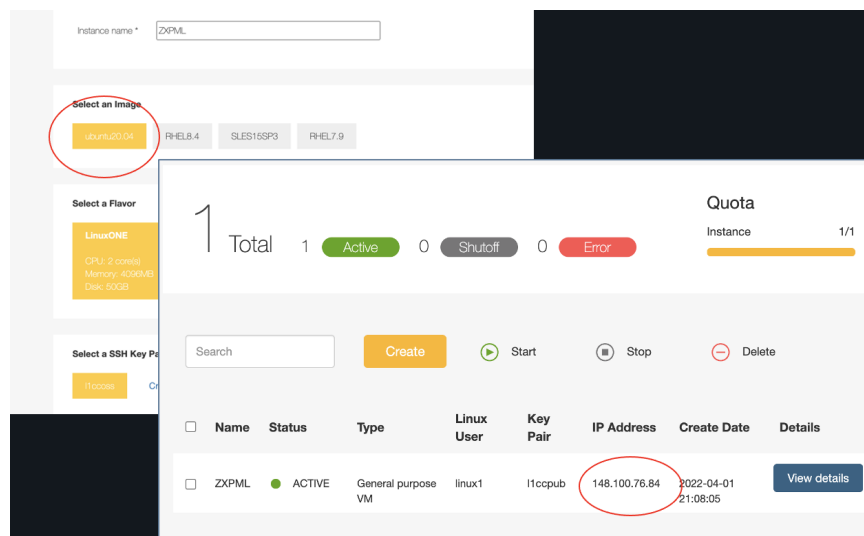 Instance name *
ZXPML
Select an Image
ubuntu20.04
RHEL8.4
SLES15SP3
RHEL7.9
Select a Flavor
LinuxONE
CPU: 2 core(s)
Memory: 4096MB
Disk: 50GB
Select a SSH Key Pa
l1ccpub
Cr
1 Total
1 Active
0 Shutoff
0 Error
Quota
Instance 1/1
Search
Create
Start
Stop
Delete
Name Status Type Linux User Key Pair IP Address Create Date Details
ZXPML ACTIVE General purpose VM linux1 l1ccpub 148.100.76.84 2022-04-01 21:08:05 View details